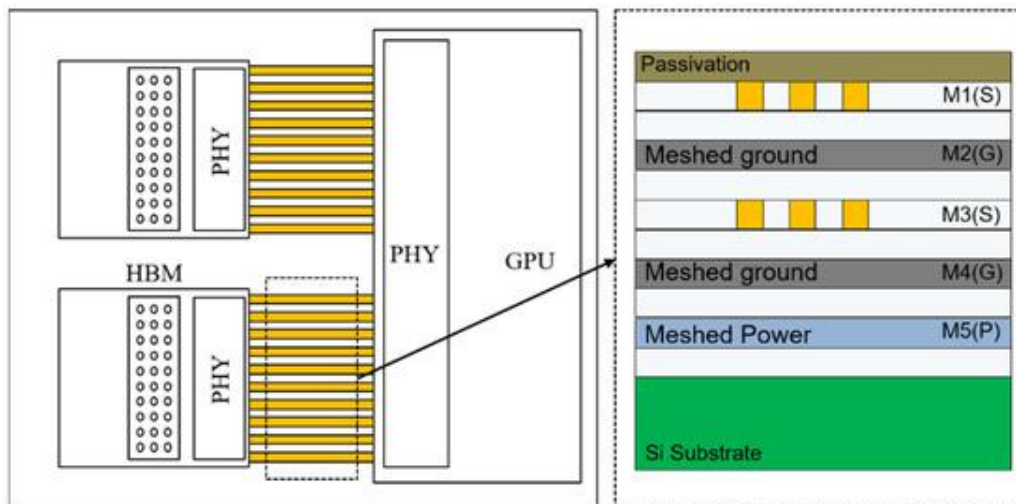 PHY
HBM
PHY
PHY
GPU
Passivation
M1(S)
Meshed ground M2(G)
M3(S)
Meshed ground M4(G)
Meshed Power M5(P)
Si Substrate